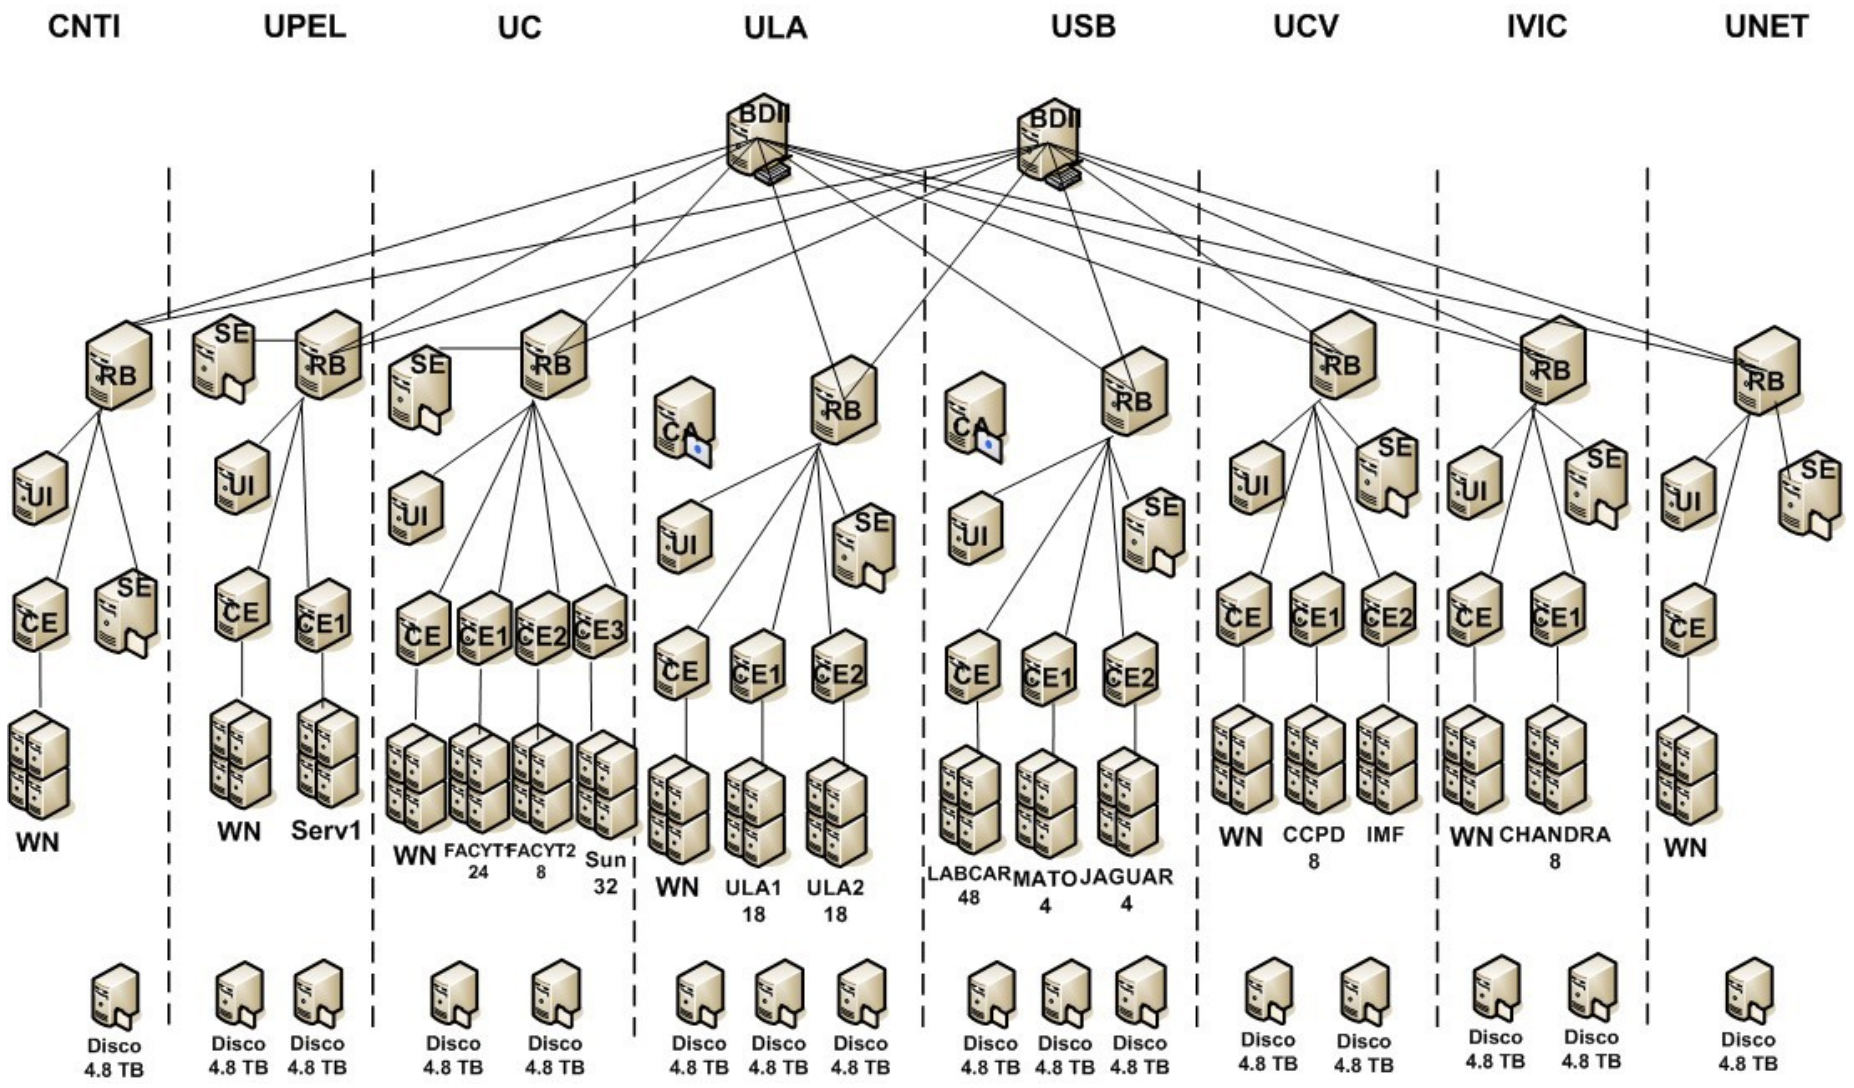 CNTI UPEL UC ULA USB UCV IVIC UNET
BDII BDII
RB SE RB SE RB CA RB CA RB RB RB RB
UI UI UI UI UI UI SE UI SE UI SE
SE SE
CE SE CE CE1 CE CE1 CE2 CE3 CE CE1 CE2 CE CE1 CE2 CE CE1 CE2 CE CE1 CE
WN
WN Serv1
WN FACYT1 FACYT2 Sun
24 8 32
WN ULA1 ULA2
18 18
LABCAR MATO JAGUAR
48 4 4
WN CCPD IMF
8
WN CHANDRA
8
WN
Disco Disco Disco Disco Disco Disco Disco Disco Disco Disco Disco Disco Disco Disco Disco Disco
4.8 TB 4.8 TB 4.8 TB 4.8 TB 4.8 TB 4.8 TB 4.8 TB 4.8 TB 4.8 TB 4.8 TB 4.8 TB 4.8 TB 4.8 TB 4.8 TB 4.8 TB 4.8 TB